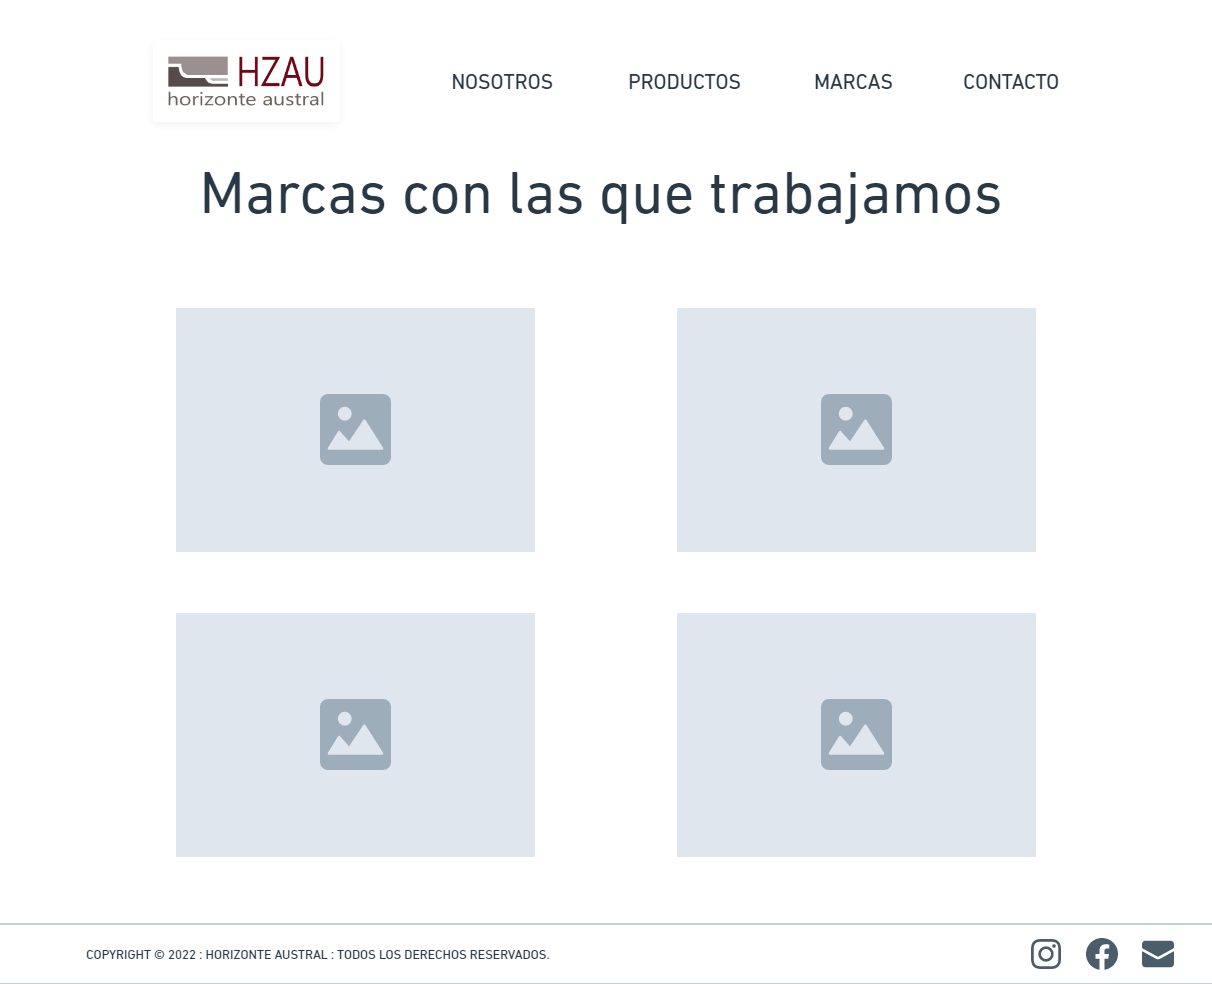 HZAU
horizonte austral
NOSOTROS
PRODUCTOS
MARCAS
CONTACTO
Marcas con las que trabajamos
COPYRIGHT © 2022 : HORIZONTE AUSTRAL : TODOS LOS DERECHOS RESERVADOS.